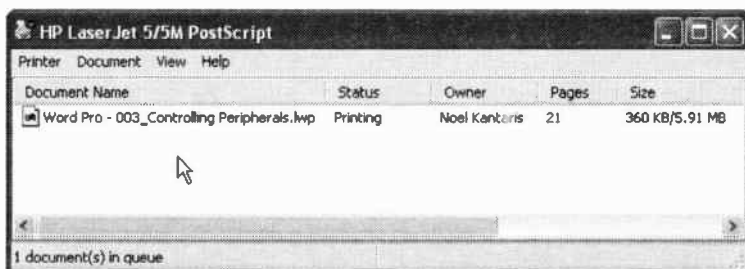 HP LaserJet 5/5M PostScript
Printer Document View Help
Document Name Status Owner Pages Size
Word Pro - 003_Controlling Peripherals.lwp Printing Noel Kantaris 21 360 KB/5.91 MB
1 document(s) in queue